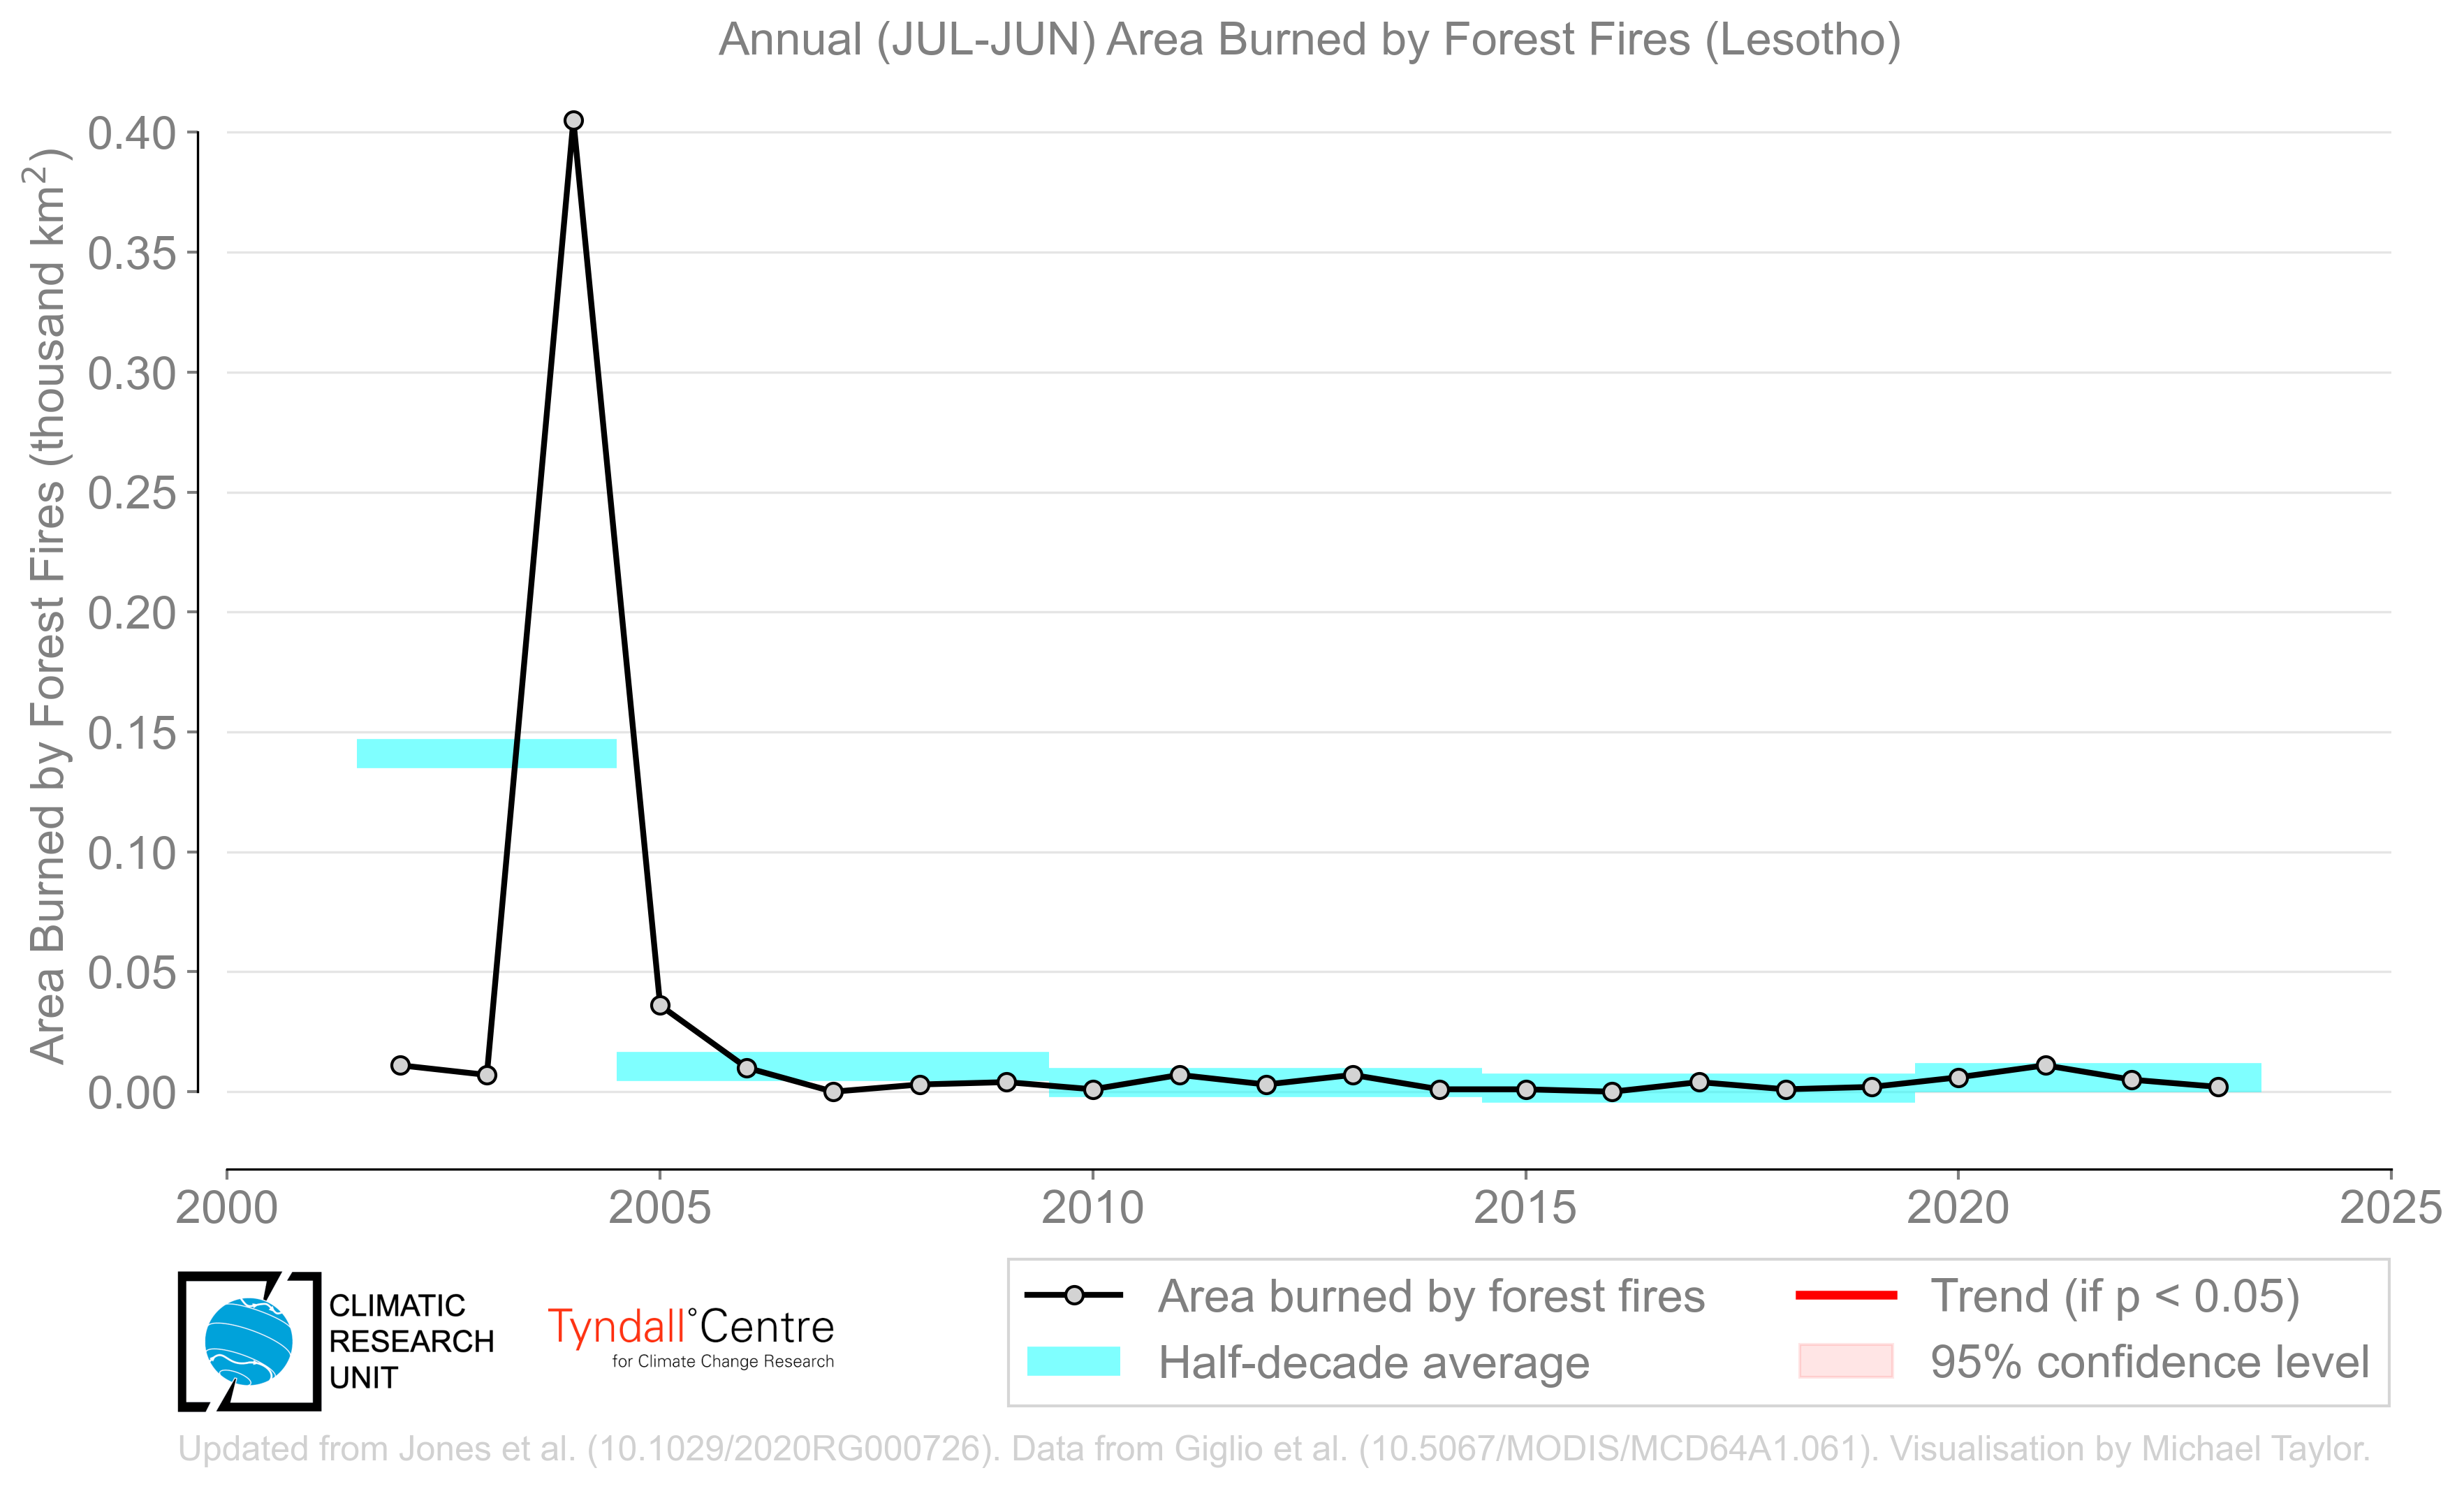 Annual (JUL-JUN) Area Burned by Forest Fires (Lesotho)
Area Burned by Forest Fires (thousand km²)
0.40
0.35
0.30
0.25
0.20
0.15
0.10
0.05
0.00
2000 2005 2010 2015 2020 2025
CLIMATIC
RESEARCH
UNIT
Tyndall°Centre
for Climate Change Research
Area burned by forest fires
Half-decade average
Trend (if p < 0.05)
95% confidence level
Updated from Jones et al. (10.1029/2020RG000726). Data from Giglio et al. (10.5067/MODIS/MCD64A1.061). Visualisation by Michael Taylor.